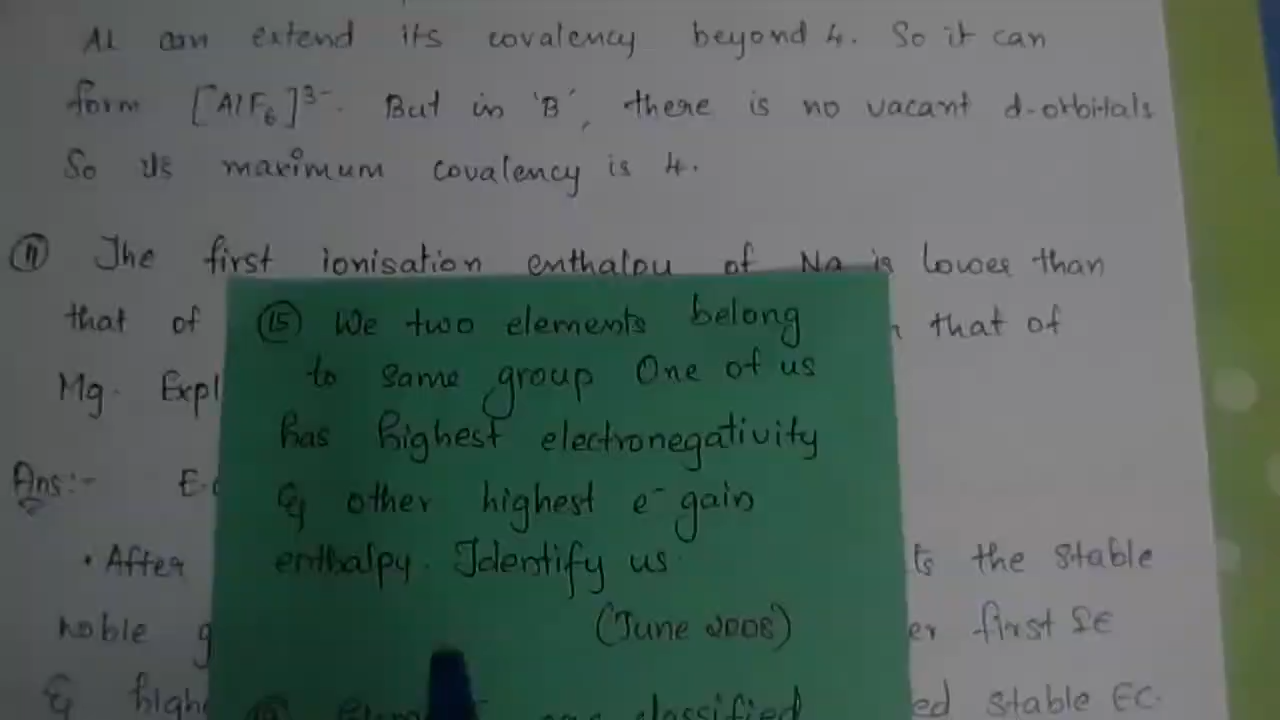 Al can extend its covalency beyond 4. So it can
form [AlF6]3-. But in 'B', there is no vacant d-orbitals
So its maximum covalency is 4.
(11) The first ionisation enthalpy of Na is lower than
that of
that of
Mg.
Ans:-
• After
the stable
noble
first IE
&
stable EC.
(15) We two elements belong
to same group One of us
has highest electronegativity
& other highest e- gain
enthalpy. Identify us.
(June 2008)
classified